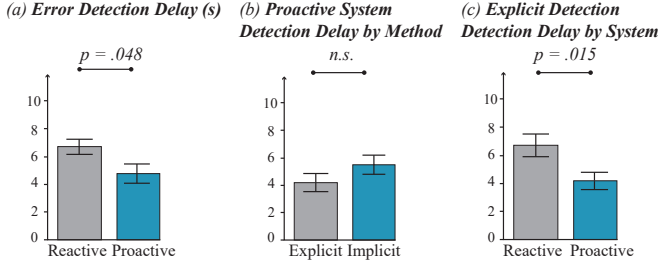 (a) Error Detection Delay (s)
p = .048
10
8
6
4
2
0
Reactive Proactive
(b) Proactive System
Detection Delay by Method
n.s.
10
8
6
4
2
0
Explicit Implicit
(c) Explicit Detection
Detection Delay by System
p = .015
10
8
6
4
2
0
Reactive Proactive